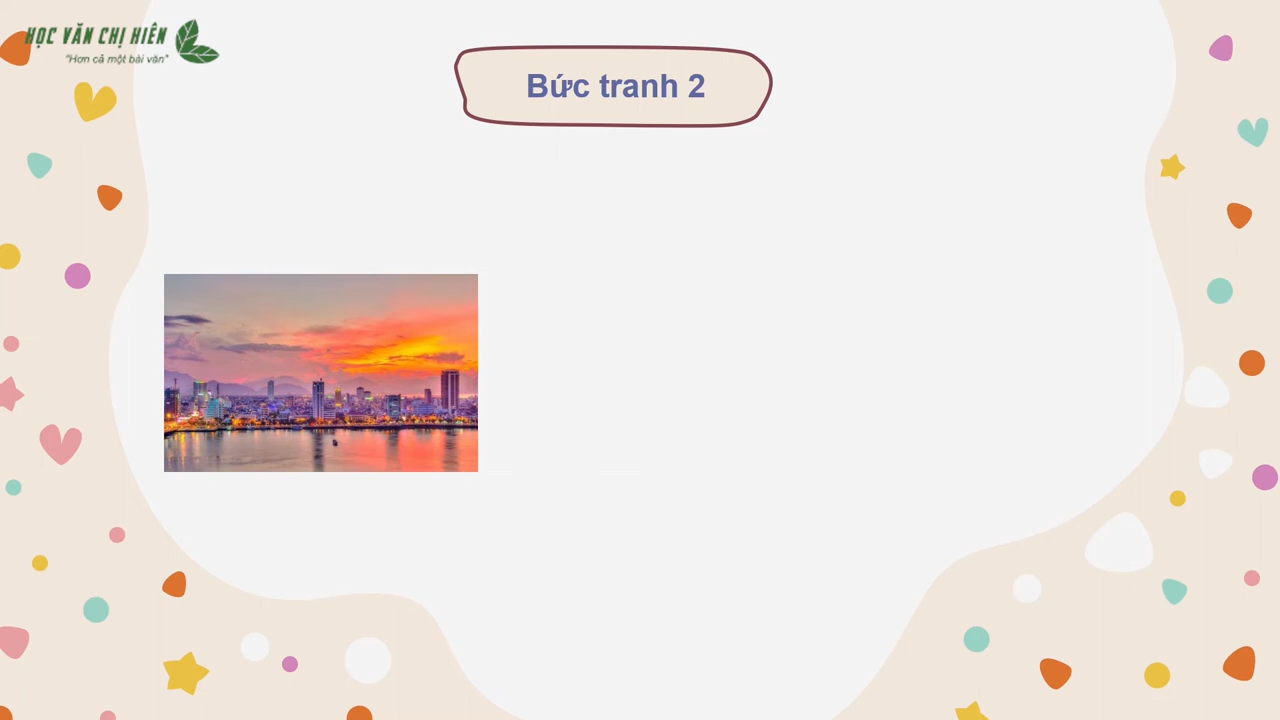 HỌC VĂN CHỊ HIÊN
"Hơn cả một bài văn"
Bức tranh 2